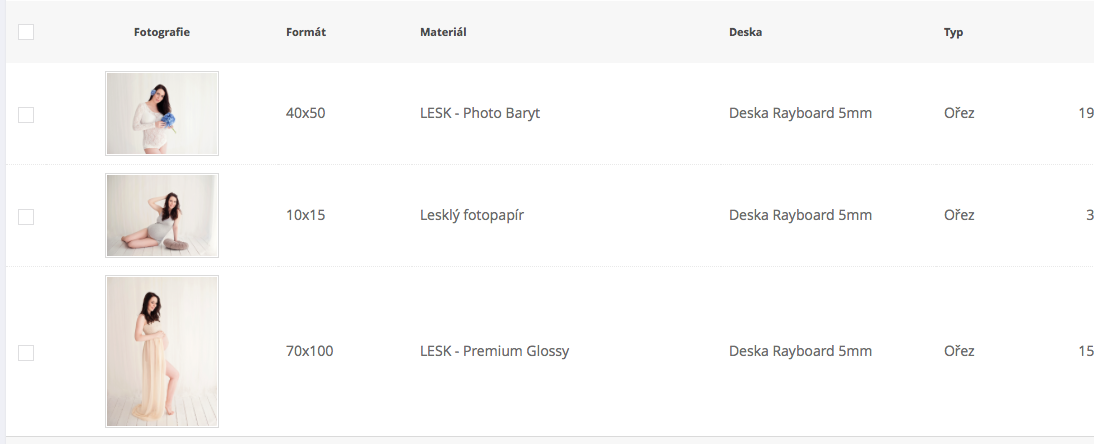 Fotografie Formát Materiál Deska Typ
40x50 LESK - Photo Baryt Deska Rayboard 5mm Ořez 19
10x15 Lesklý fotopapír Deska Rayboard 5mm Ořez 3
70x100 LESK - Premium Glossy Deska Rayboard 5mm Ořez 15